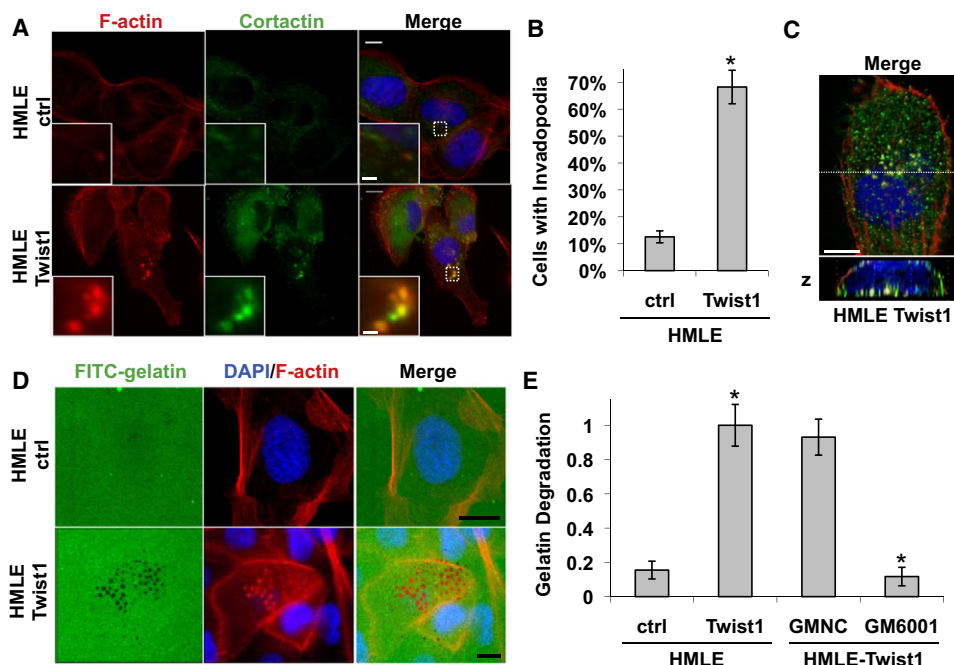 A
F-actin
Cortactin
Merge
HMLE
ctrl
HMLE
Twist1
B
Cells with Invadopodia
70%
60%
50%
40%
30%
20%
10%
0%
*
ctrl
Twist1
HMLE
C
Merge
z
HMLE Twist1
D
FITC-gelatin
DAPI/F-actin
Merge
HMLE
ctrl
HMLE
Twist1
E
Gelatin Degradation
1
0.8
0.6
0.4
0.2
0
*
*
ctrl
Twist1
GMNC
GM6001
HMLE
HMLE-Twist1